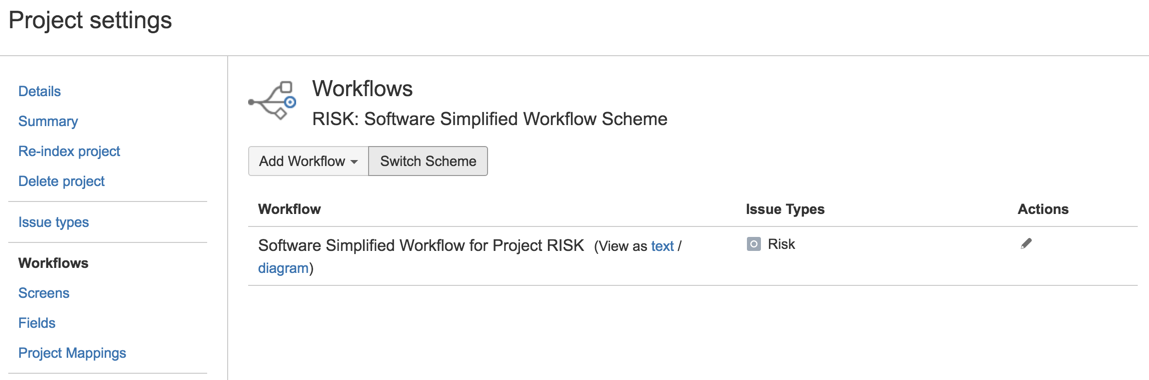 Project settings
Details
Summary
Re-index project
Delete project
Issue types
Workflows
Screens
Fields
Project Mappings
Workflows
RISK: Software Simplified Workflow Scheme
Add Workflow
Switch Scheme
Workflow Issue Types Actions
Software Simplified Workflow for Project RISK (View as text / Risk
diagram)